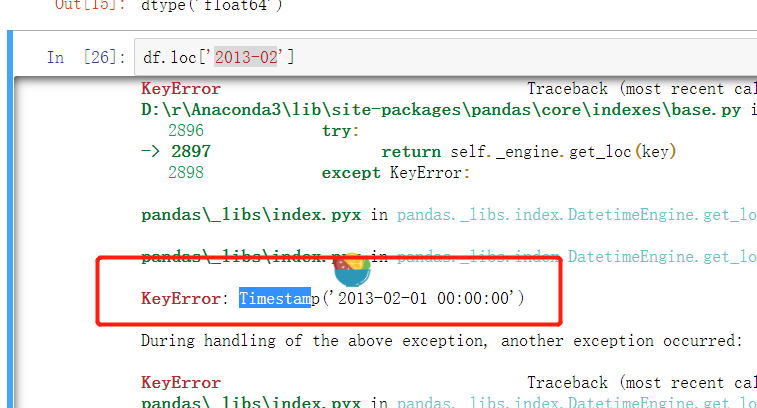 Out[15]: dtype('float64')
In [26]: df.loc['2013-02']
KeyError Traceback (most recent cal
D:\r\Anaconda3\lib\site-packages\pandas\core\indexes\base.py i
2896 try:
-> 2897 return self._engine.get_loc(key)
2898 except KeyError:
pandas\_libs\index.pyx in pandas._libs.index.DatetimeEngine.get_lo
pandas\_libs\index.pyx in pandas._libs.index.DatetimeEngine.get_lo
KeyError: Timestamp('2013-02-01 00:00:00')
During handling of the above exception, another exception occurred:
KeyError Traceback (most recent cal
pandas\_libs\index.pyx in pandas._libs.index.DatetimeEngine.get_lo